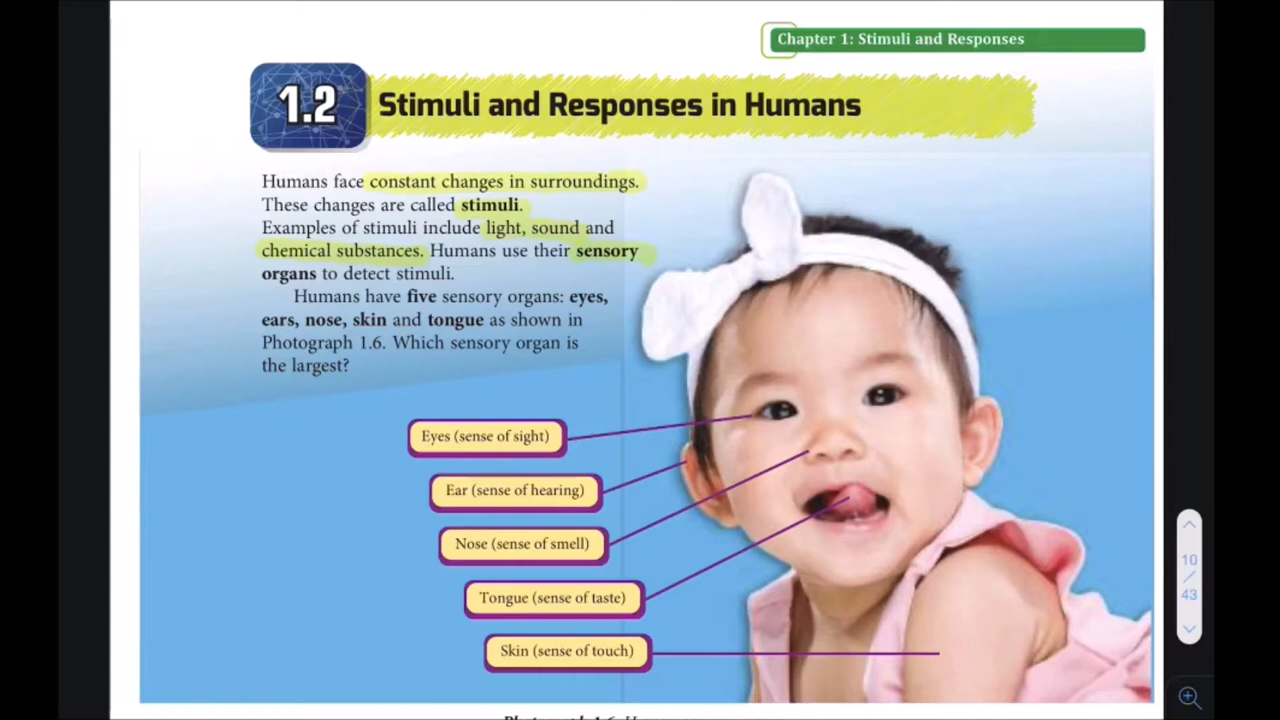 Chapter 1: Stimuli and Responses
1.2 Stimuli and Responses in Humans
Humans face constant changes in surroundings.
These changes are called stimuli.
Examples of stimuli include light, sound and
chemical substances. Humans use their sensory
organs to detect stimuli.
Humans have five sensory organs: eyes,
ears, nose, skin and tongue as shown in
Photograph 1.6. Which sensory organ is
the largest?
Eyes (sense of sight)
Ear (sense of hearing)
Nose (sense of smell)
Tongue (sense of taste)
Skin (sense of touch)
10
/
43